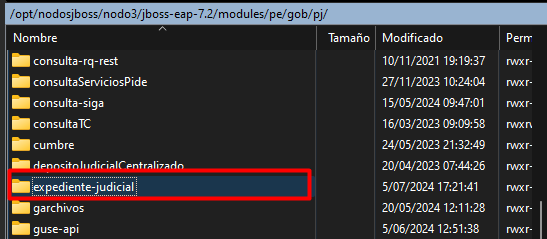 /opt/nodosjboss/nodo3/jboss-eap-7.2/modules/pe/gob/pj/
Nombre Tamaño Modificado Permis
consulta-rq-rest 10/11/2021 19:19:37 rwxr-
consultaServiciosPide 27/11/2023 10:24:04 rwxr-
consulta-siga 15/05/2024 09:47:01 rwxr-
consultaTC 16/03/2023 09:09:58 rwxr-
cumbre 24/05/2023 21:32:49 rwxr-
depositoJudicialCentralizado 20/04/2023 07:44:26 rwxr-
expediente-judicial 5/07/2024 17:21:41 rwxr-
garchivos 20/05/2024 12:11:28 rwxr-
guse-api 5/06/2024 12:51:38 rwxr-